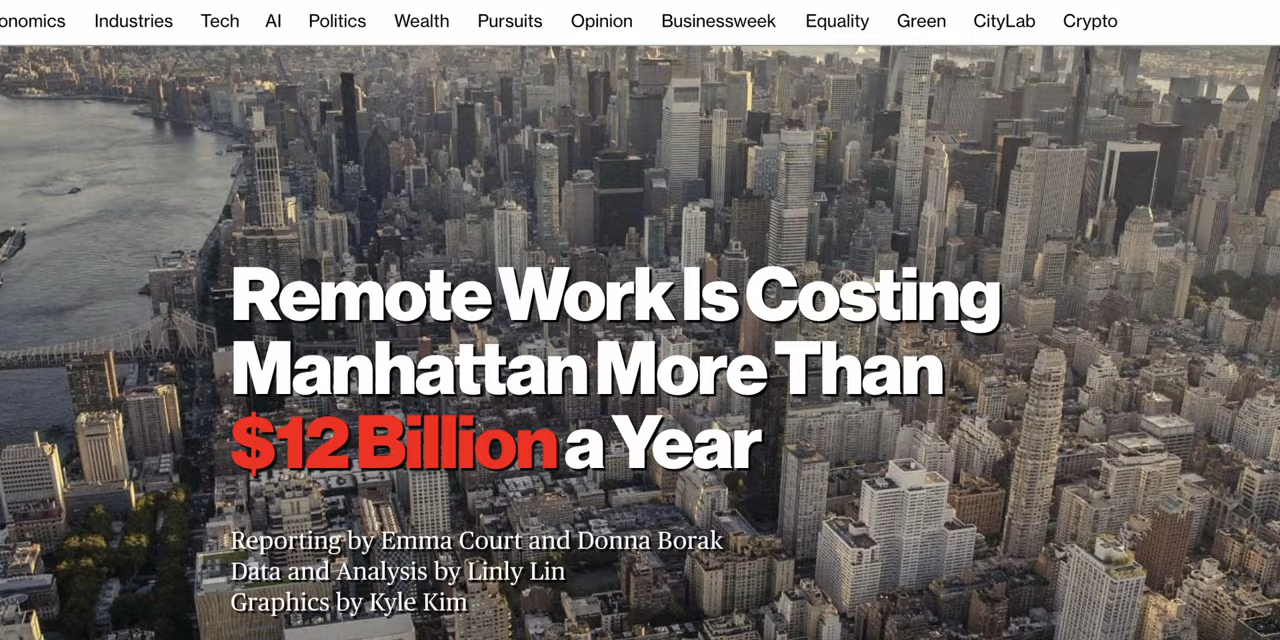 onomics Industries Tech AI Politics Wealth Pursuits Opinion Businessweek Equality Green CityLab Crypto
Remote Work Is Costing
Manhattan More Than
$12 Billion a Year
Reporting by Emma Court and Donna Borak
Data and Analysis by Linly Lin
Graphics by Kyle Kim